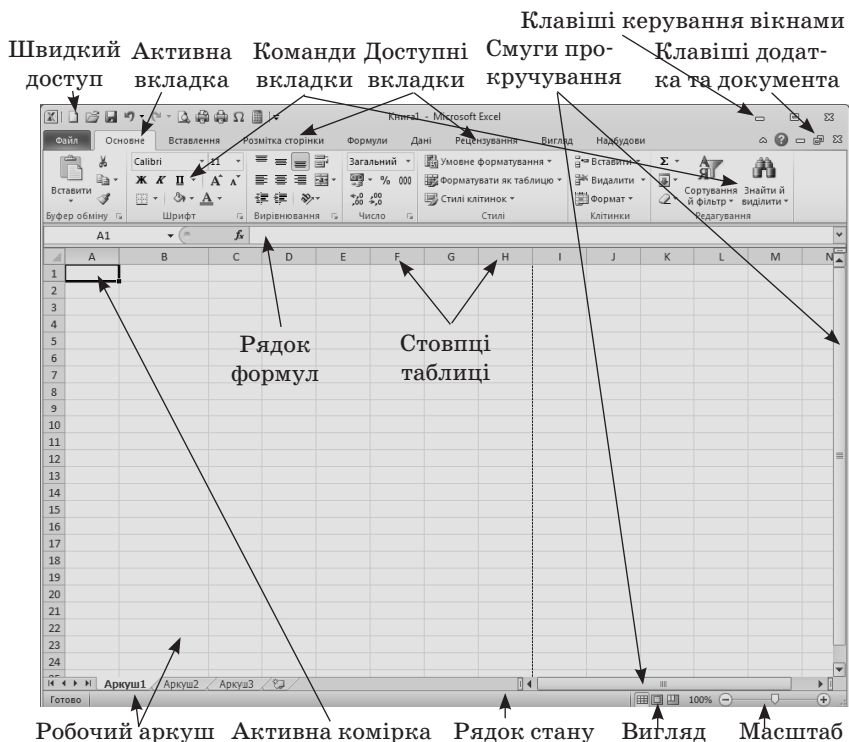 Клавіші керування вікнами
Швидкий доступ
Активна вкладка
Команди вкладки
Доступні вкладки
Смуги про-
кручування
Клавіші додат-
ка та документа
Книга1 - Microsoft Excel
Файл Основне Вставлення Розмітка сторінки Формули Дані Рецензування Вигляд Надбудови
Calibri 11 Загальний Умовне форматування Вставити Σ
Вставити Ж К П А А А % 000 Форматувати як таблицю Видалити Сортування Знайти й
,0 ,00 ,00 ,0 Стилі клітинок Формат й фільтр виділити
Буфер обміну Шрифт Вирівнювання Число Стилі Клітинки Редагування
A1 fx
A B C D E F G H I J K L M N
1
2
3
4
5
6
7
8
9
10
11
12
13
14
15
16
17
18
19
20
21
22
23
24
Рядок
формул
Стовпці
таблиці
Аркуш1 Аркуш2 Аркуш3
Готово 100%
Робочий аркуш Активна комірка Рядок стану Вигляд Масштаб